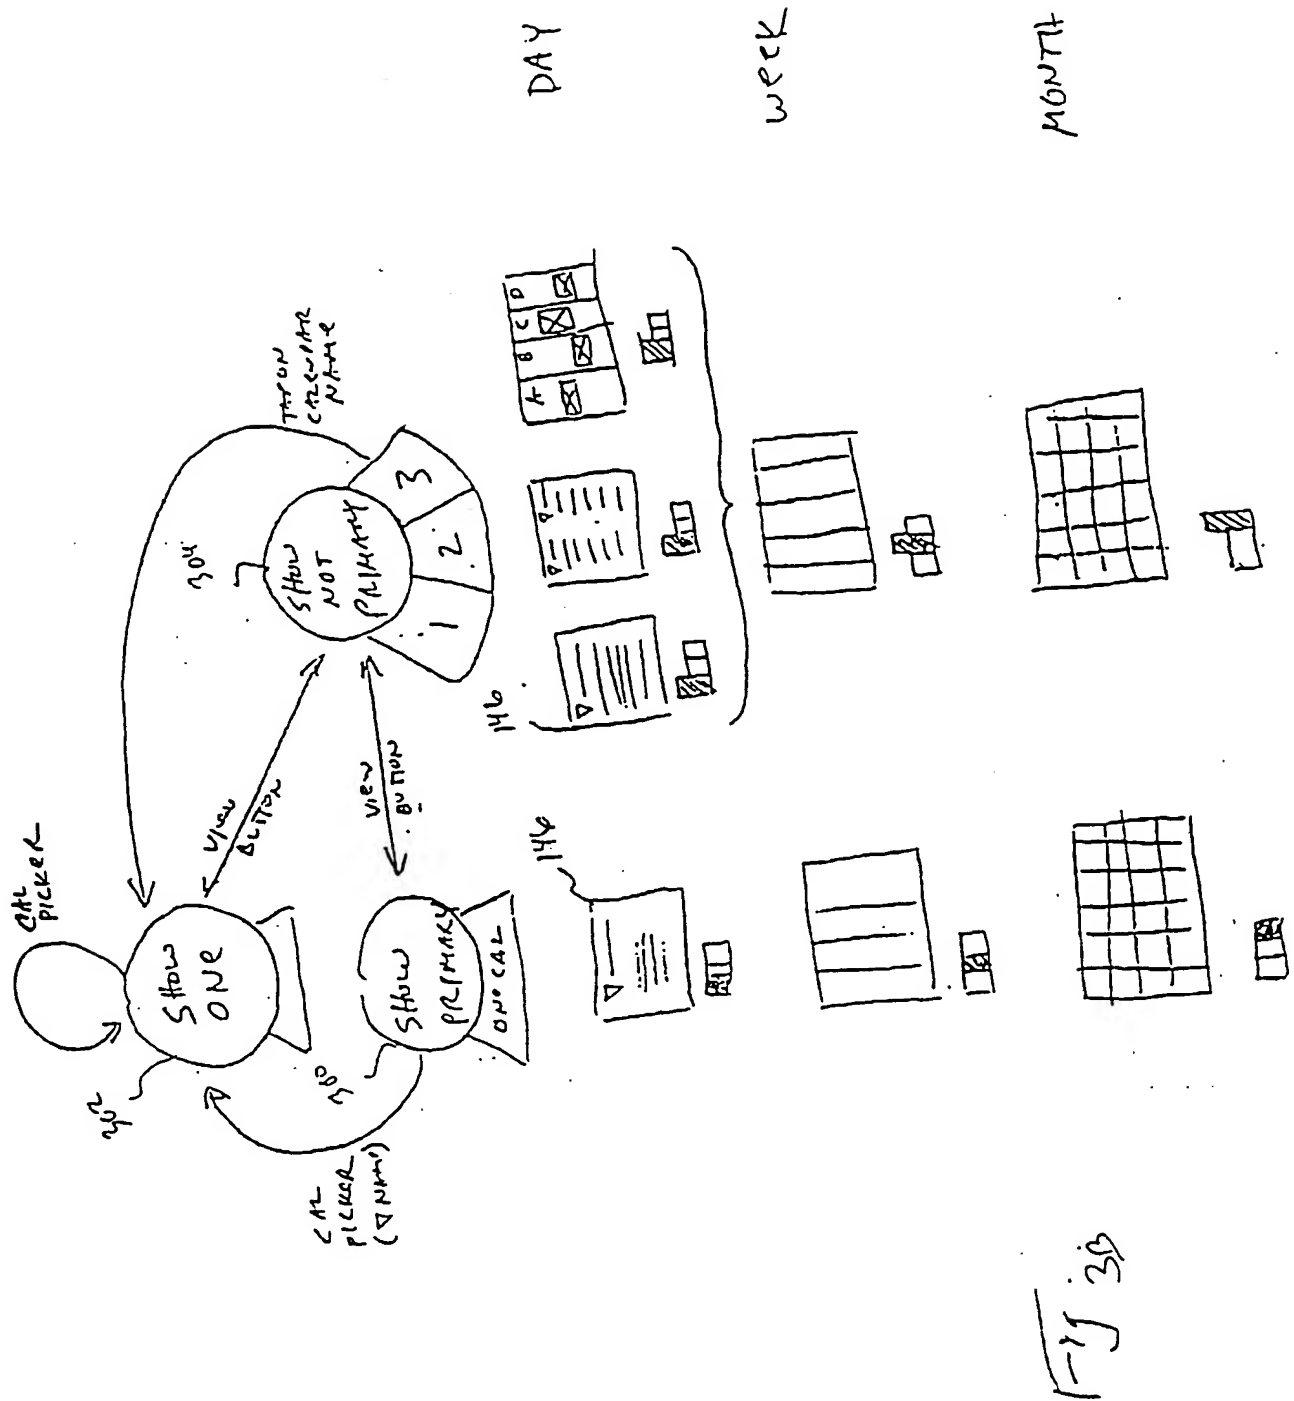 CAL
PICKER
302
SHOW
ONE
VIEW
BUTTON
304
SHOW
NOT
PRIMARY
1
2
3
TAP ON
CALENDAR
NAME
CAL
PICKER
(▽ NAME)
300
SHOW
PRIMARY
ONE CAL
VIEW
BUTTON
146
146
A
B
C
D
DAY
WEEK
MONTH
Fig 3B